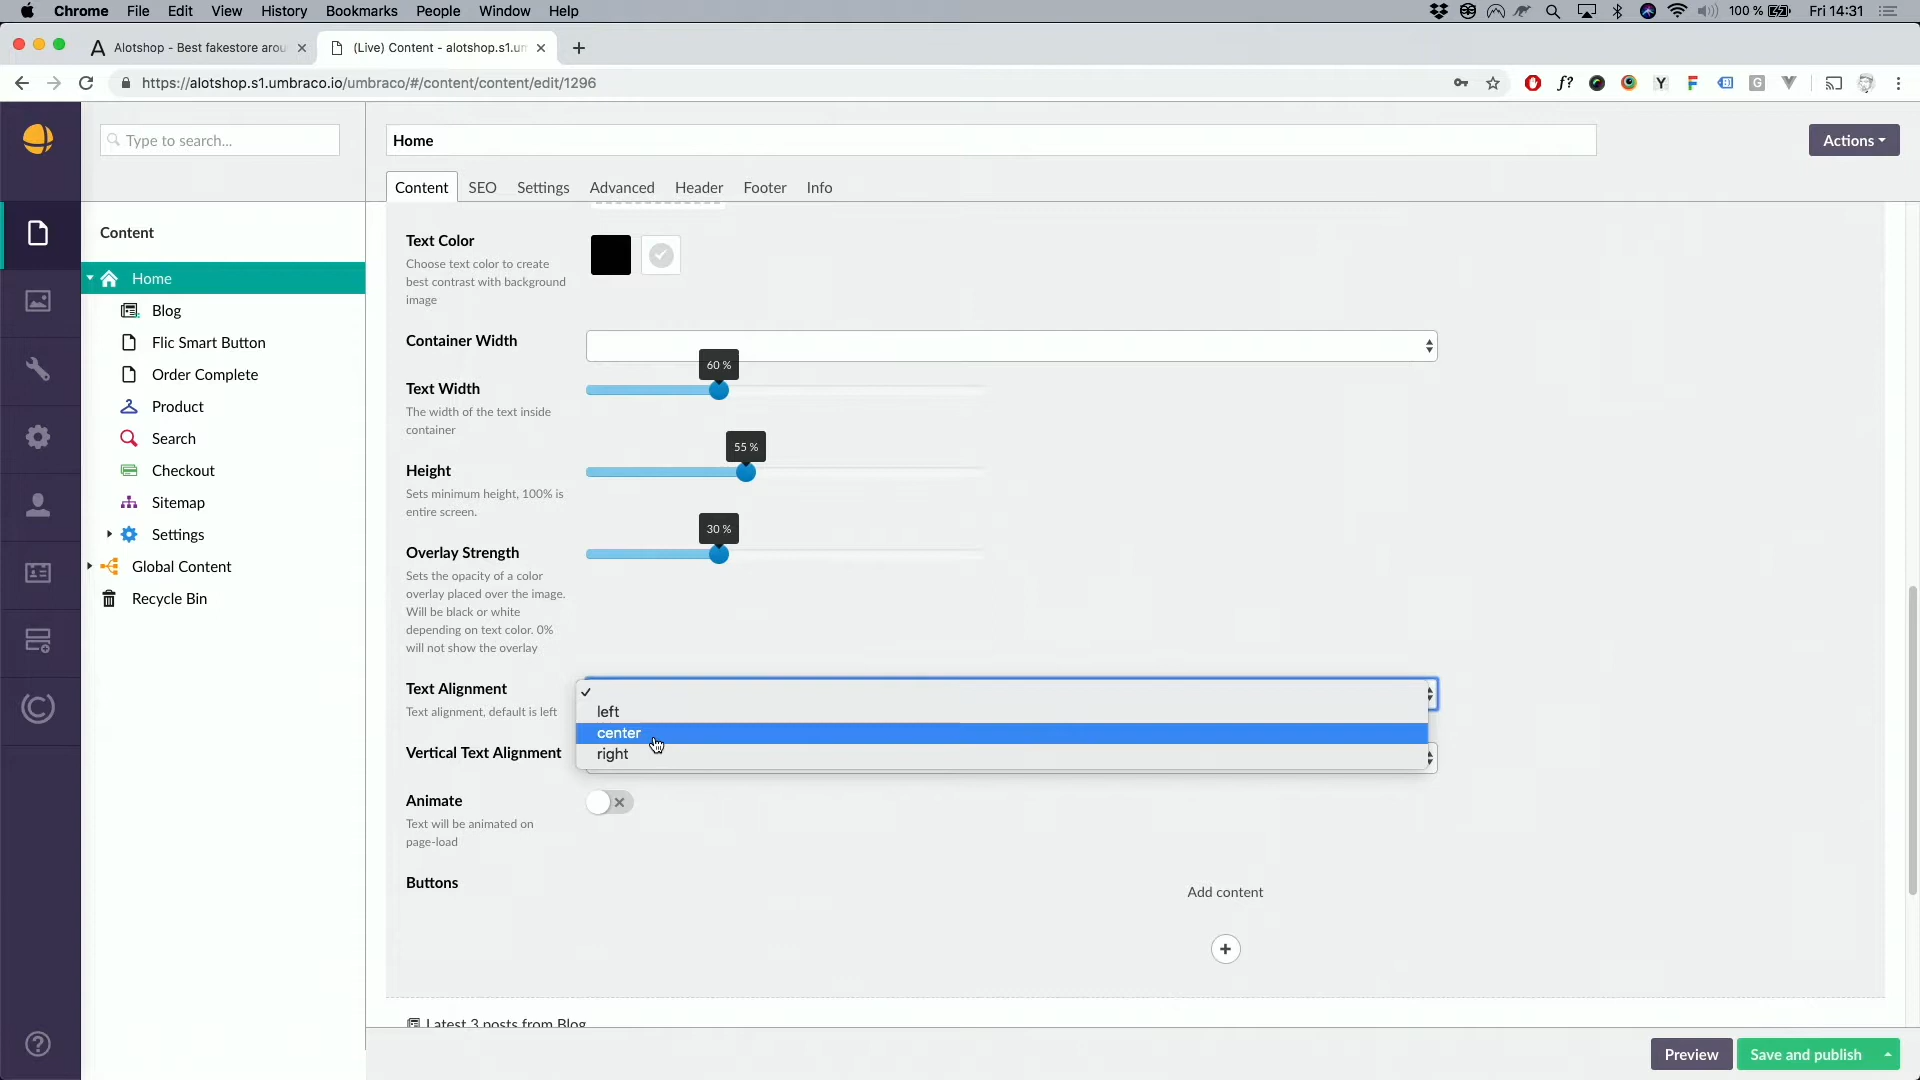 Chrome File Edit View History Bookmarks People Window Help 100 % Fri 14:31
Alotshop - Best fakestore arou
(Live) Content - alotshop.s1.um
https://alotshop.s1.umbraco.io/umbraco/#/content/content/edit/1296
Type to search...
Home
Actions
Content SEO Settings Advanced Header Footer Info
Content
Home
Blog
Flic Smart Button
Order Complete
Product
Search
Checkout
Sitemap
Settings
Global Content
Recycle Bin
Text Color
Choose text color to create
best contrast with background
image
Container Width
60 %
Text Width
The width of the text inside
container
55 %
Height
Sets minimum height, 100% is
entire screen.
30 %
Overlay Strength
Sets the opacity of a color
overlay placed over the image.
Will be black or white
depending on text color. 0%
will not show the overlay
Text Alignment
Text alignment, default is left
left
center
right
Vertical Text Alignment
Animate
Text will be animated on
page-load
Buttons
Add content
Latest 3 posts from Blog
Preview
Save and publish